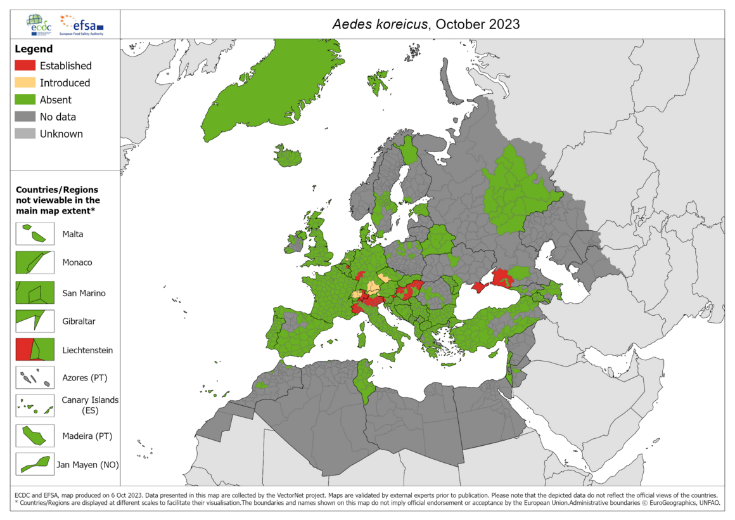 ecdc
efsa
European Food Safety Authority
Aedes koreicus, October 2023
Legend
Established
Introduced
Absent
No data
Unknown
Countries/Regions
not viewable in the
main map extent*
Malta
Monaco
San Marino
Gibraltar
Liechtenstein
Azores (PT)
Canary Islands
(ES)
Madeira (PT)
Jan Mayen (NO)
ECDC and EFSA, map produced on 6 Oct 2023. Data presented in this map are collected by the VectorNet project. Maps are validated by external experts prior to publication. Please note that the depicted data do not reflect the official views of the countries.
* Countries/Regions are displayed at different scales to facilitate their visualisation.The boundaries and names shown on this map do not imply official endorsement or acceptance by the European Union.Administrative boundaries © EuroGeographics, UNFAO.